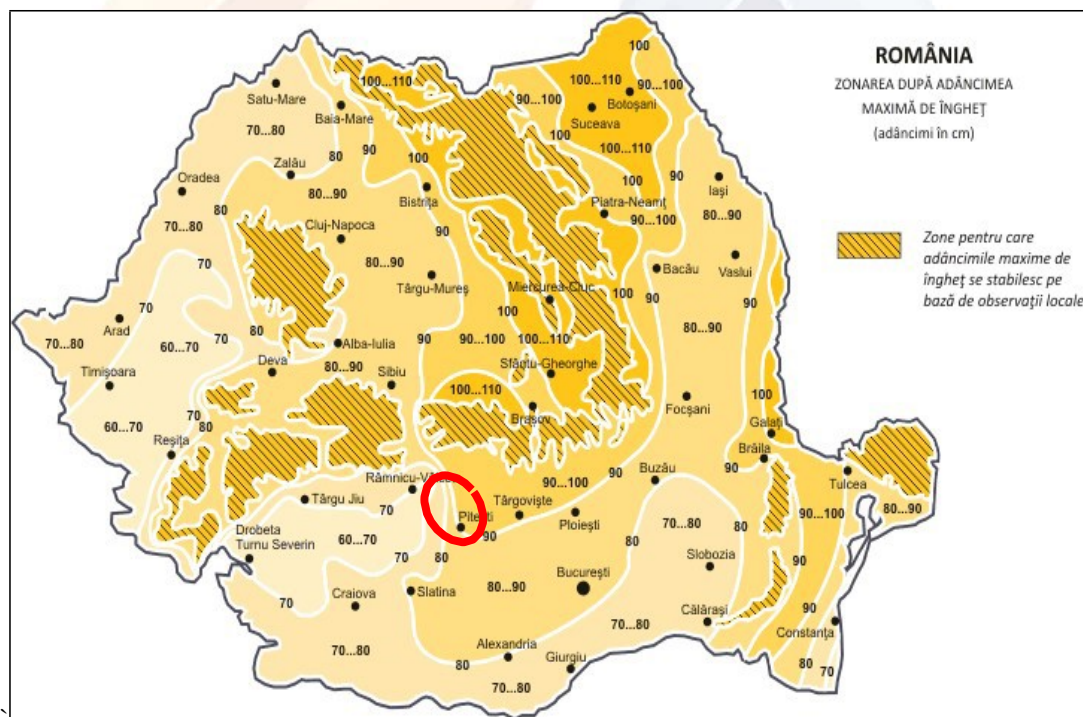 ROMÂNIA
ZONAREA DUPĂ ADÂNCIMEA
MAXIMĂ DE ÎNGHEȚ
(adâncimi în cm)
Zone pentru care
adâncimile maxime de
îngheț se stabilesc pe
bază de observații locale
100
100...110
100...110
90...100
90...100
Satu-Mare
Baia-Mare
Botoșani
Suceava
70...80
80
90
100
100
100...110
Zalău
90
Iași
Oradea
80
80...90
Bistrița
100
Piatra-Neamț
90...100
80...90
70...80
Cluj-Napoca
90
70
80...90
Târgu-Mureș
Bacău
Vaslui
90
90
70
Miercurea-Ciuc
100
100
Arad
70
80...90
70...80
60...70
80
Alba-Iulia
90
90...100
100...110
Timișoara
Deva
80...90
Sibiu
Sfântu-Gheorghe
100...110
Brașov
Focșani
100
60...70
70
80
Galați
Reșița
Brăila
90
90
Buzău
Râmnicu-V
90...100
Tulcea
Târgu Jiu
70
Târgoviște
Ploiești
90...100
80...90
Drobeta
Turnu Severin
60...70
Pitești
90
70...80
80
70
80
80
90
București
Slobozia
80...90
70
Craiova
Slatina
Călărași
90
70...80
70...80
Constanța
Alexandria
80
Giurgiu
80
70
70...80